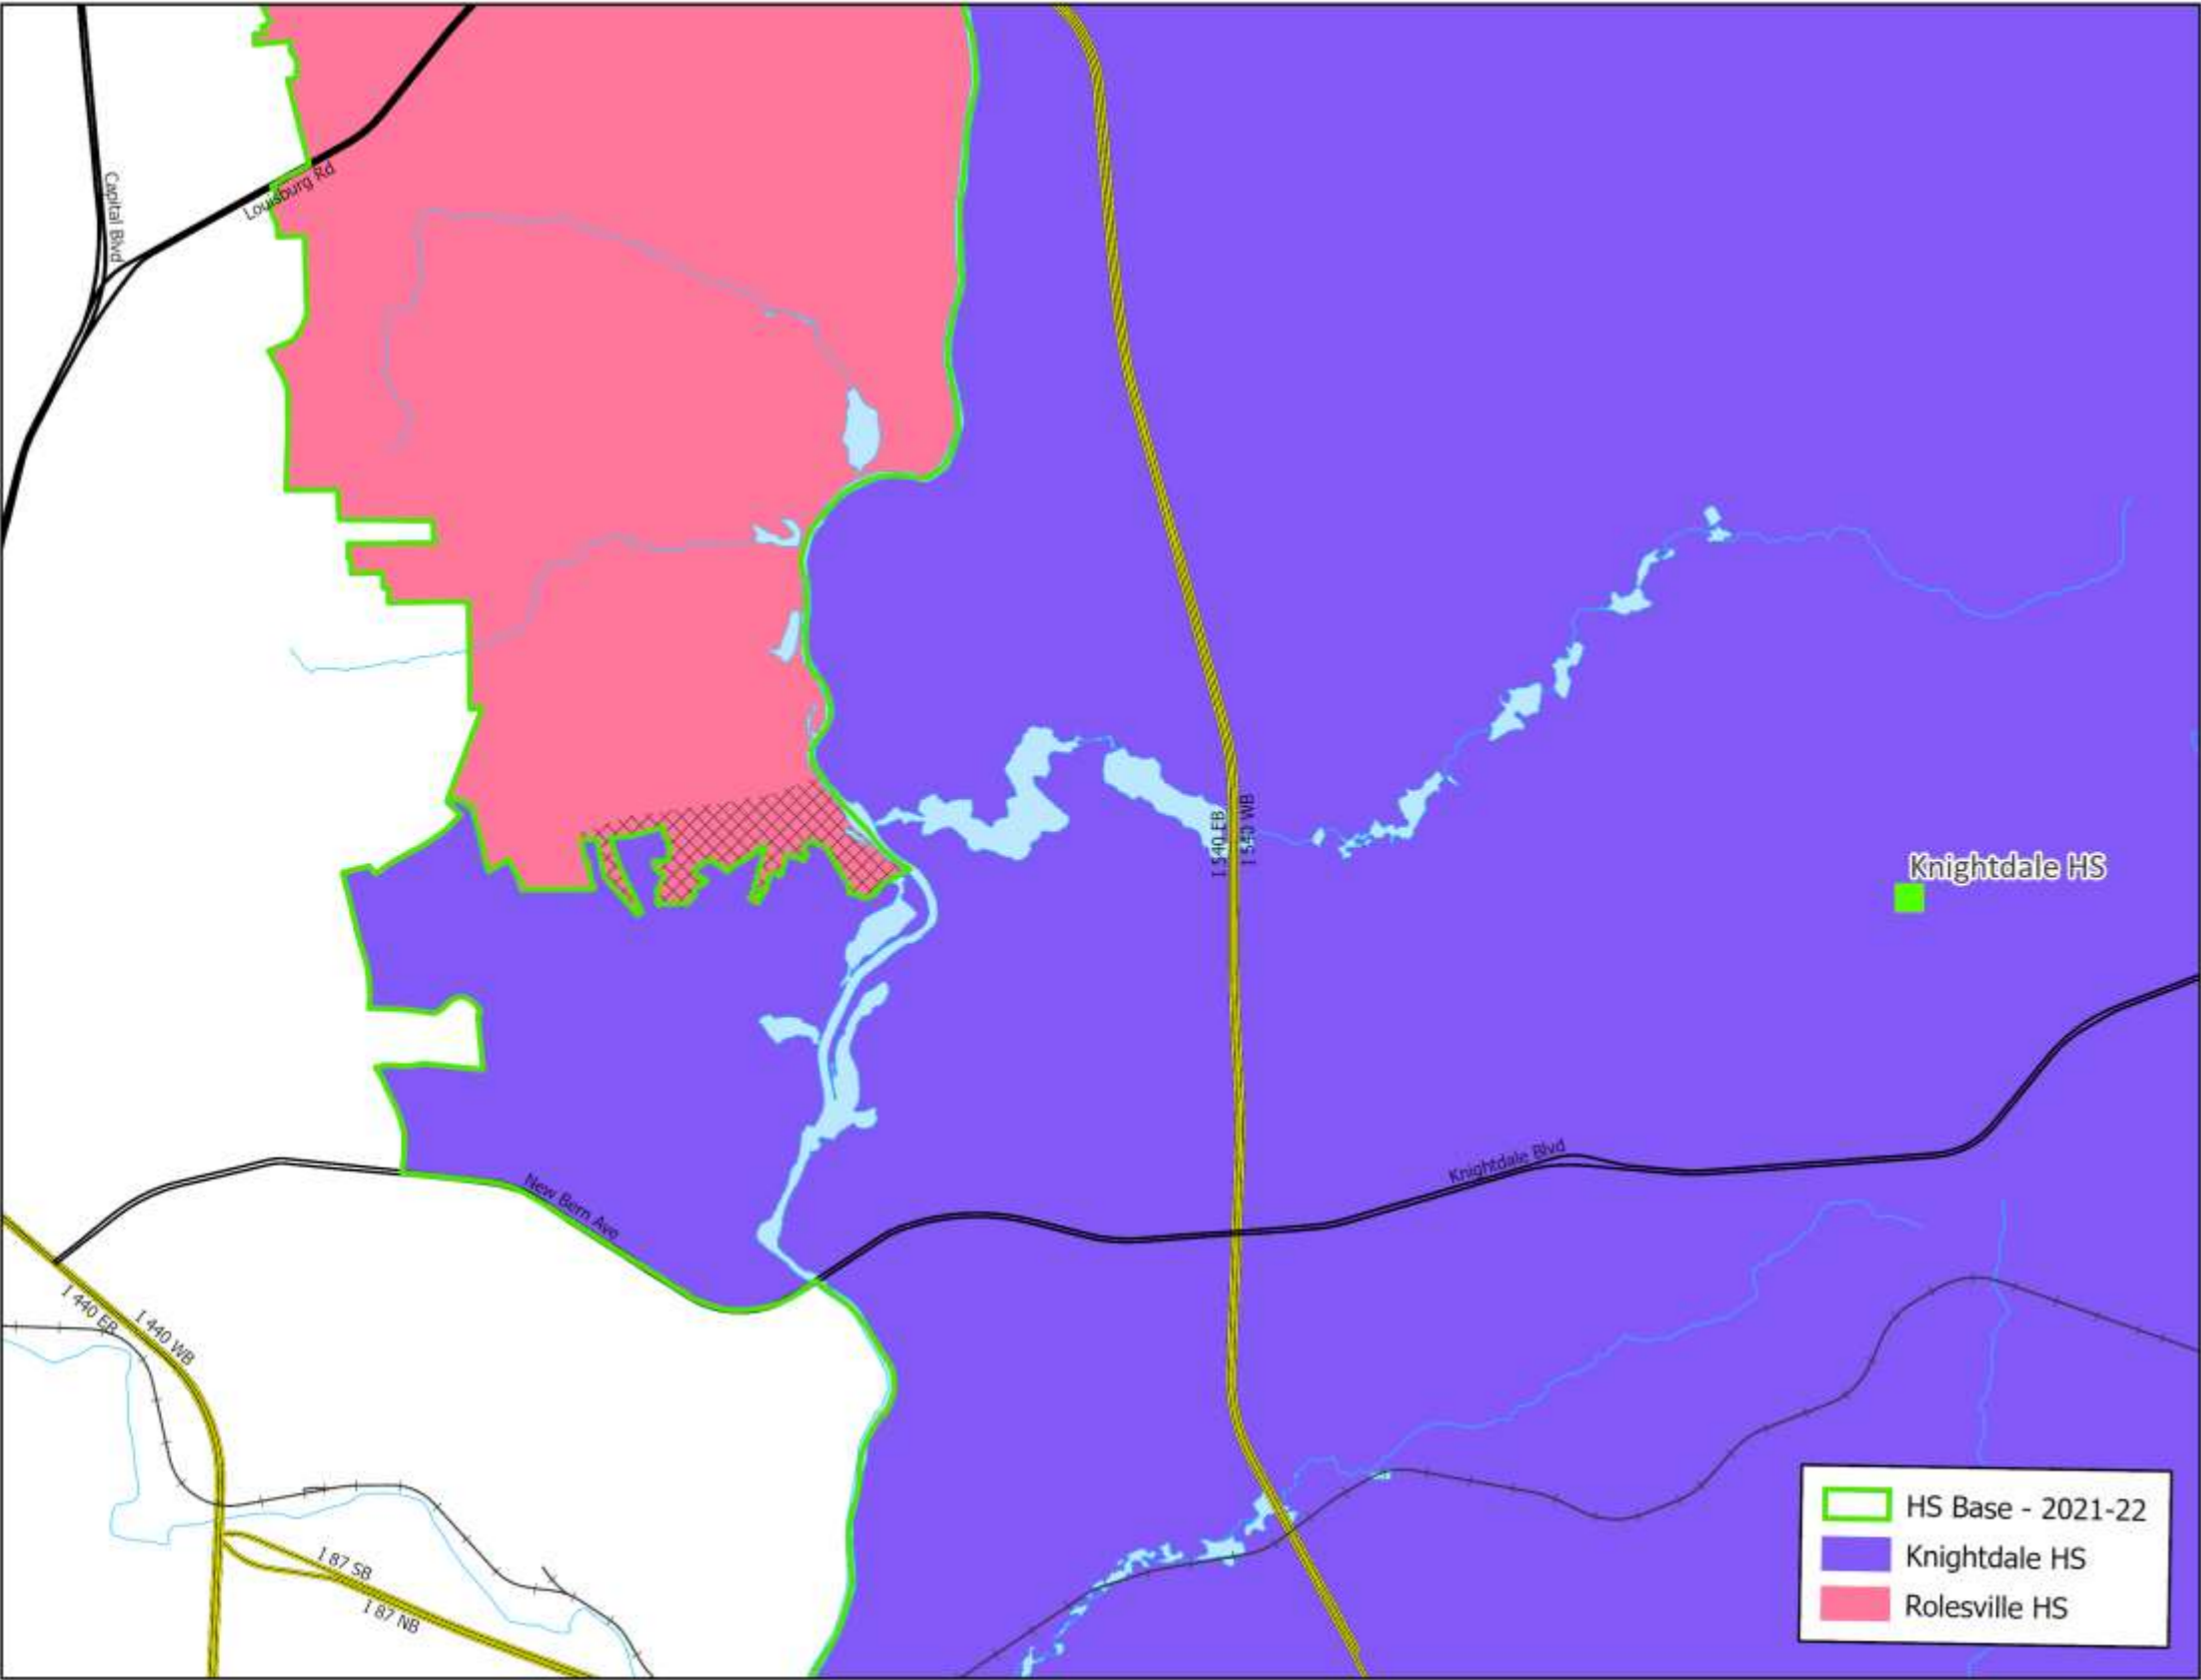 Capital Blvd
Louisburg Rd
I 540 EB
I 540 WB
Knightdale HS
Knightdale Blvd
New Bern Ave
I 440 EB
I 440 WB
I 87 SB
I 87 NB
HS Base - 2021-22
Knightdale HS
Rolesville HS